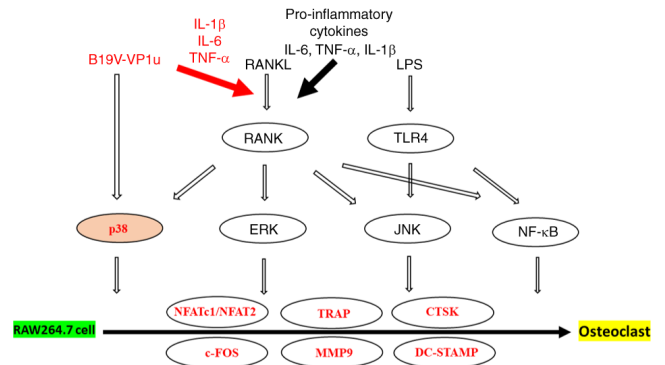 Pro-inflammatory
cytokines
IL-6, TNF-α, IL-1β
IL-1β
IL-6
TNF-α
B19V-VP1u
RANKL
LPS
RANK
TLR4
p38
ERK
JNK
NF-κB
NFATc1/NFAT2
TRAP
CTSK
RAW264.7 cell
Osteoclast
c-FOS
MMP9
DC-STAMP